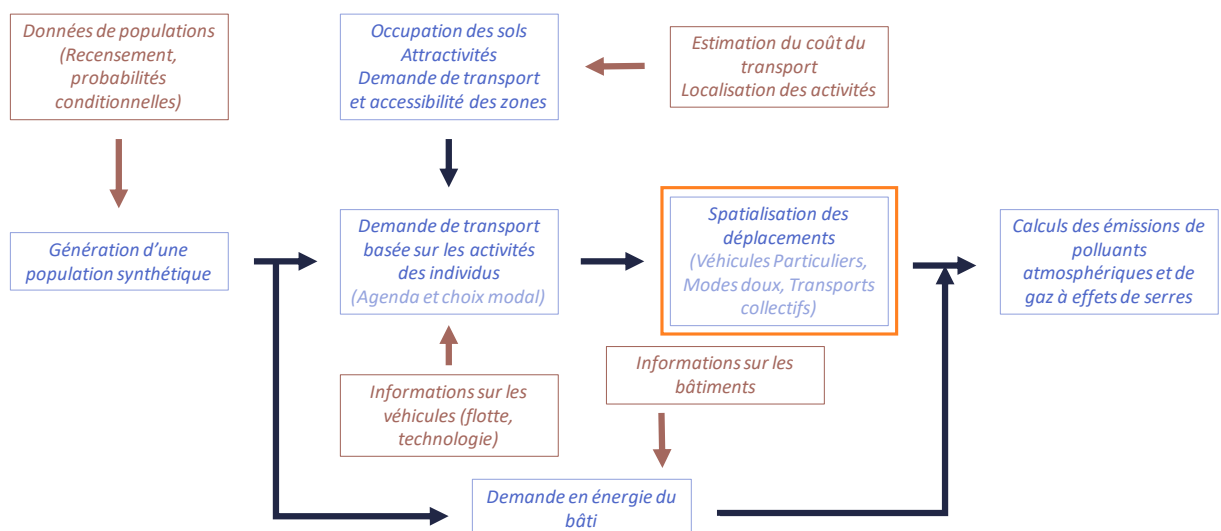 Données de populations
(Recensement,
probabilités
conditionnelles)
Occupation des sols
Attractivités
Demande de transport
et accessibilité des zones
Estimation du coût du
transport
Localisation des activités
Génération d'une
population synthétique
Demande de transport
basée sur les activités
des individus
(Agenda et choix modal)
Spatialisation des
déplacements
(Véhicules Particuliers,
Modes doux, Transports
collectifs)
Calculs des émissions de
polluants
atmosphériques et de
gaz à effets de serres
Informations sur les
véhicules (flotte,
technologie)
Informations sur les
bâtiments
Demande en énergie du
bâti